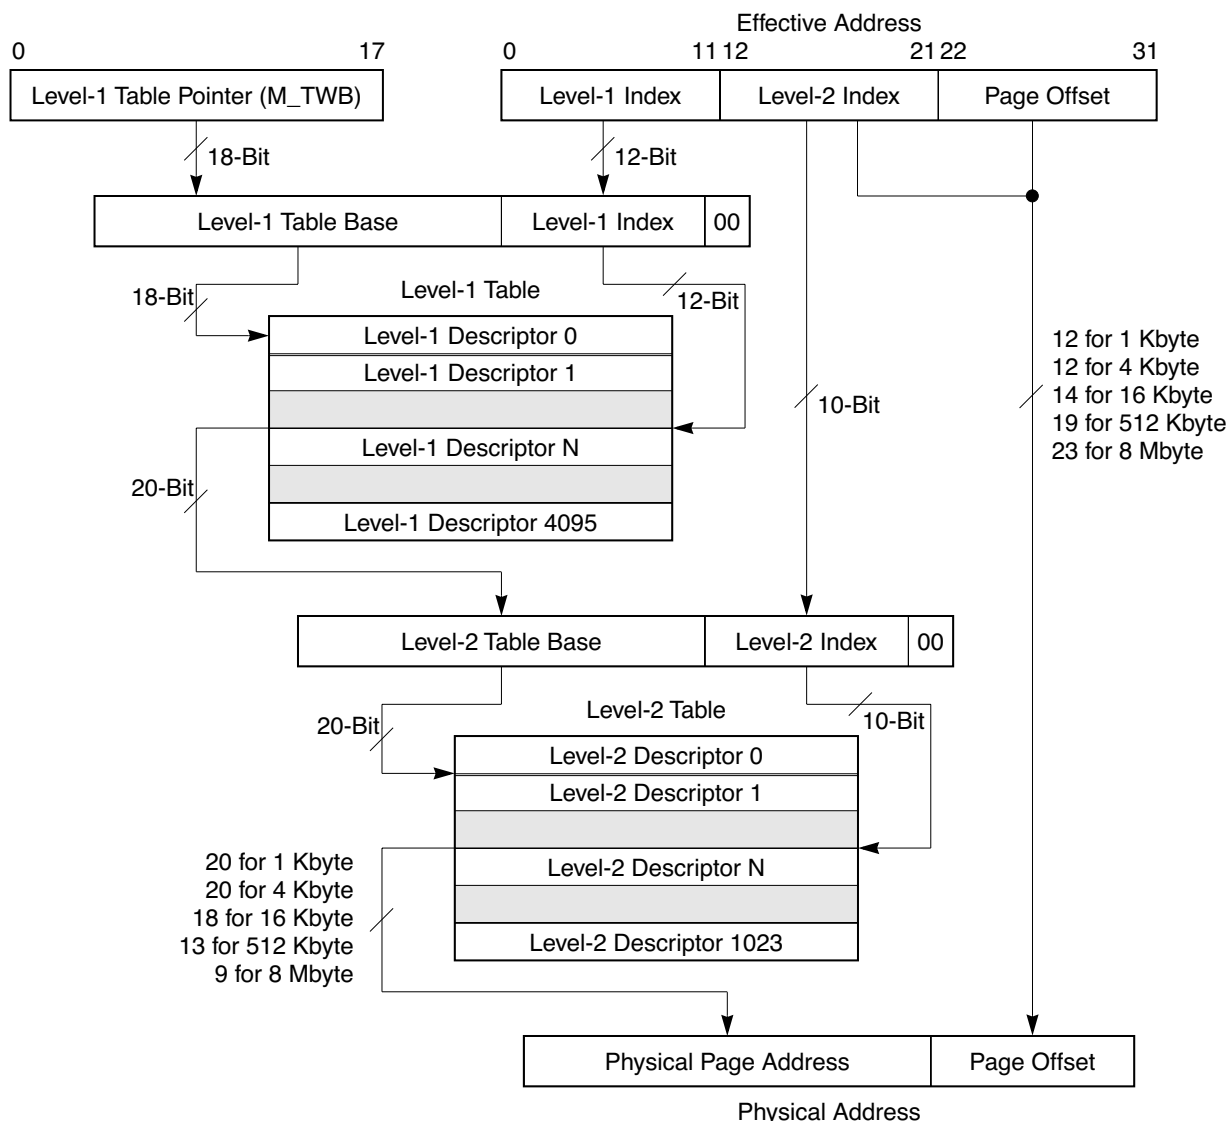 Effective Address
0 17 0 11 12 21 22 31
Level-1 Table Pointer (M_TWB) Level-1 Index Level-2 Index Page Offset
18-Bit 12-Bit
Level-1 Table Base Level-1 Index 00
18-Bit Level-1 Table 12-Bit
Level-1 Descriptor 0
Level-1 Descriptor 1
Level-1 Descriptor N
Level-1 Descriptor 4095
20-Bit
10-Bit
12 for 1 Kbyte
12 for 4 Kbyte
14 for 16 Kbyte
19 for 512 Kbyte
23 for 8 Mbyte
Level-2 Table Base Level-2 Index 00
20-Bit Level-2 Table 10-Bit
Level-2 Descriptor 0
Level-2 Descriptor 1
Level-2 Descriptor N
Level-2 Descriptor 1023
20 for 1 Kbyte
20 for 4 Kbyte
18 for 16 Kbyte
13 for 512 Kbyte
9 for 8 Mbyte
Physical Page Address Page Offset
Physical Address